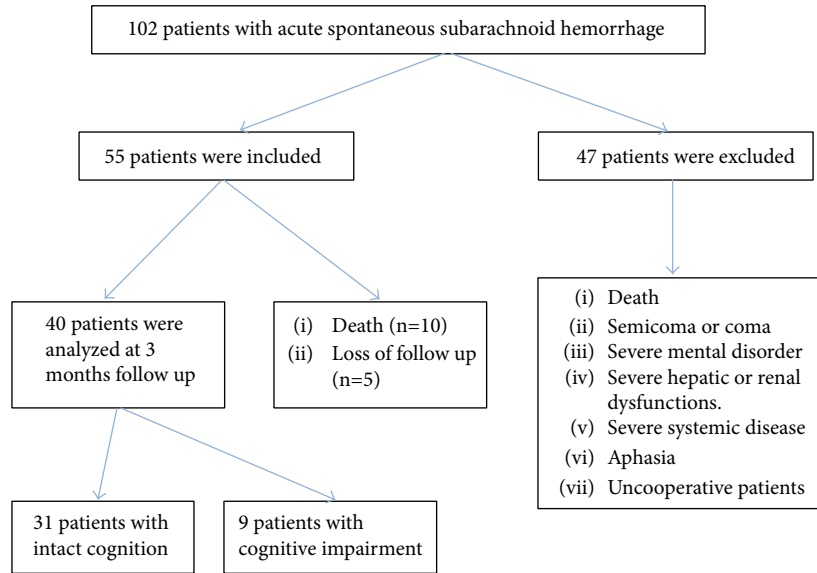 102 patients with acute spontaneous subarachnoid hemorrhage
55 patients were included
47 patients were excluded
40 patients were
analyzed at 3
months follow up
(i) Death (n=10)
(ii) Loss of follow up
(n=5)
(i) Death
(ii) Semicoma or coma
(iii) Severe mental disorder
(iv) Severe hepatic or renal
dysfunctions.
(v) Severe systemic disease
(vi) Aphasia
(vii) Uncooperative patients
31 patients with
intact cognition
9 patients with
cognitive impairment